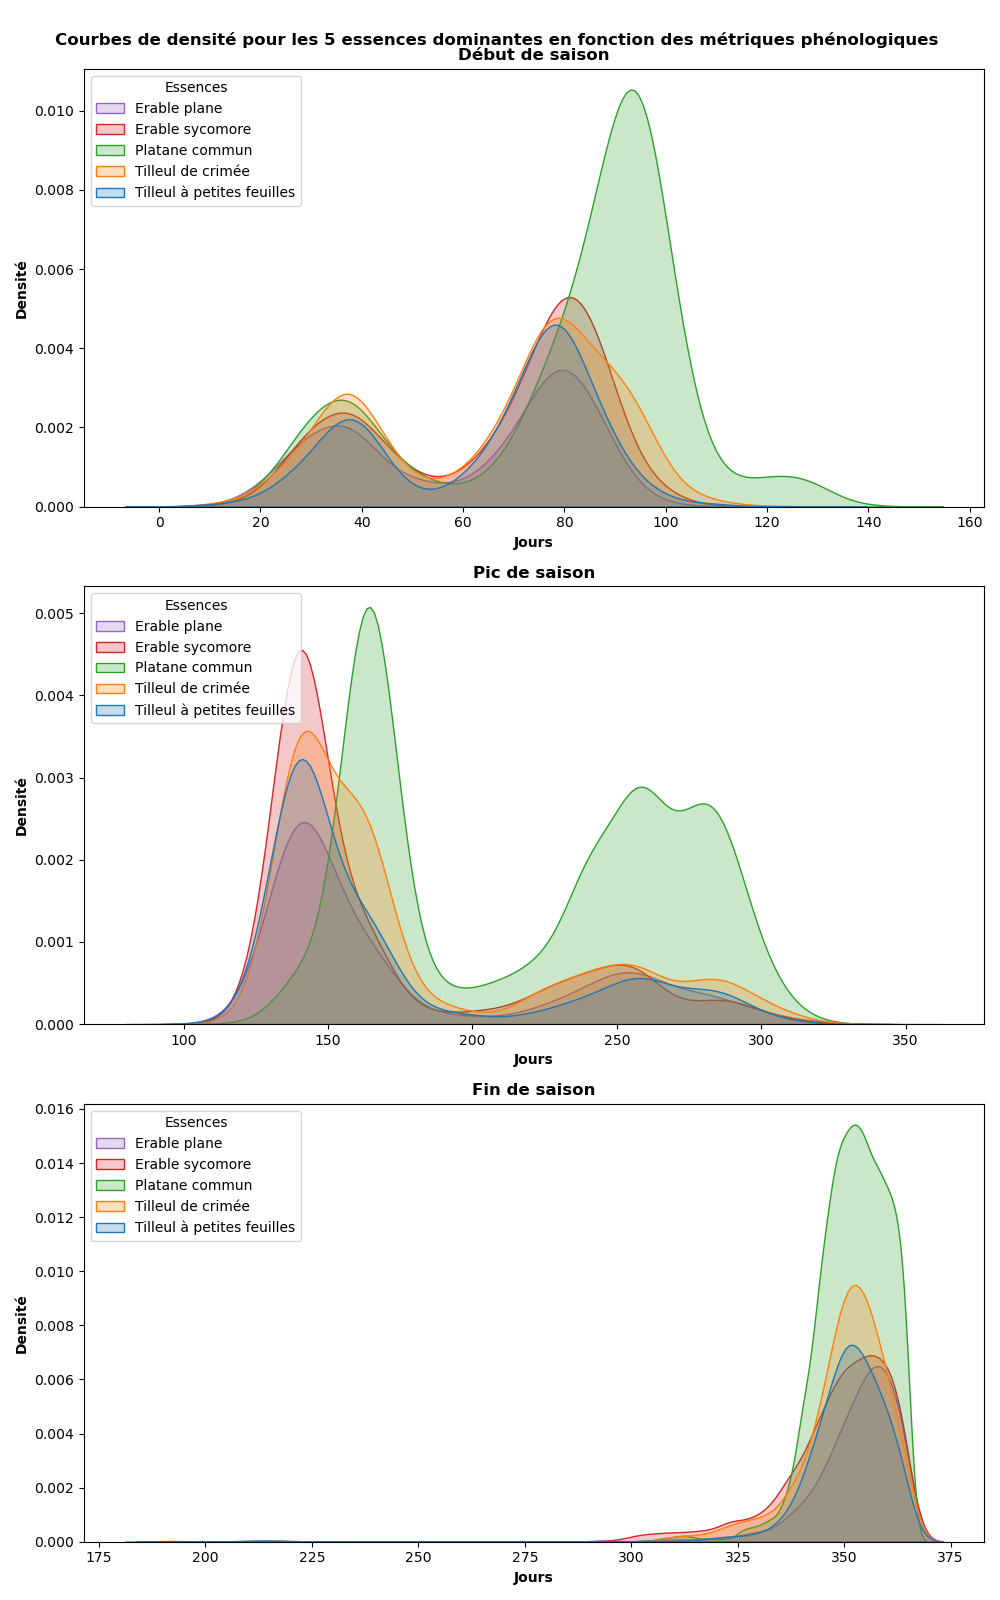 Courbes de densité pour les 5 essences dominantes en fonction des métriques phénologiques
Début de saison
Essences
Erable plane
Erable sycomore
Platane commun
Tilleul de crimée
Tilleul à petites feuilles
0.010
0.008
0.006
0.004
0.002
0.000
Densité
0 20 40 60 80 100 120 140 160
Jours
Pic de saison
Essences
Erable plane
Erable sycomore
Platane commun
Tilleul de crimée
Tilleul à petites feuilles
0.005
0.004
0.003
0.002
0.001
0.000
Densité
100 150 200 250 300 350
Jours
Fin de saison
Essences
Erable plane
Erable sycomore
Platane commun
Tilleul de crimée
Tilleul à petites feuilles
0.016
0.014
0.012
0.010
0.008
0.006
0.004
0.002
0.000
Densité
175 200 225 250 275 300 325 350 375
Jours